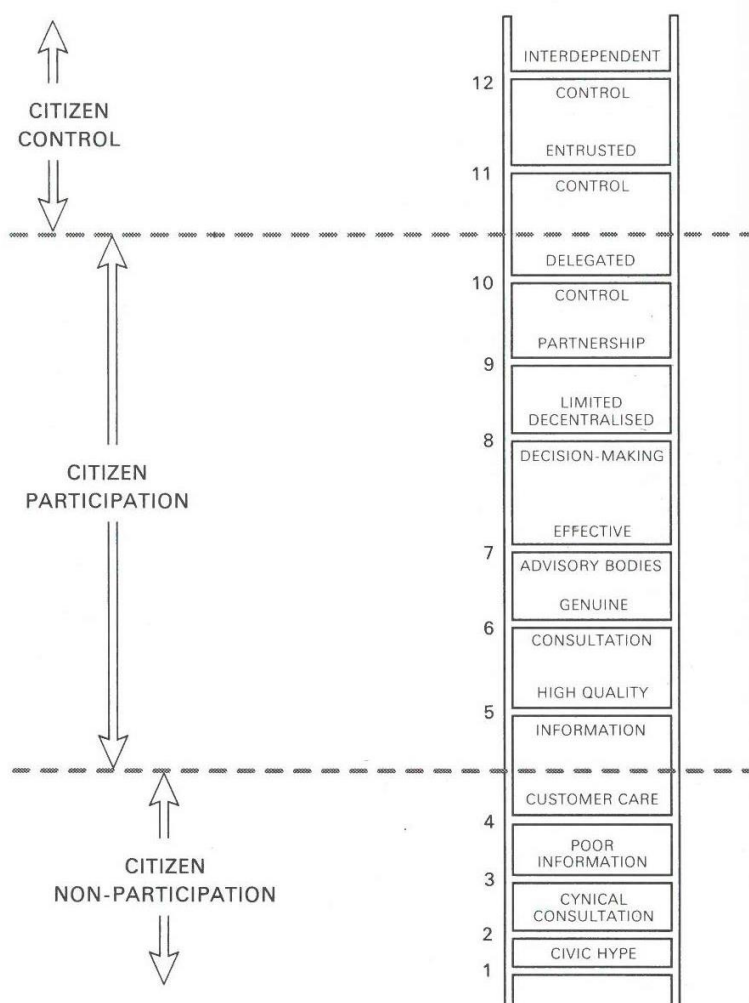 INTERDEPENDENT
12
CONTROL
CITIZEN
CONTROL
ENTRUSTED
11
CONTROL
DELEGATED
10
CONTROL
PARTNERSHIP
9
LIMITED
DECENTRALISED
8
DECISION-MAKING
CITIZEN
PARTICIPATION
EFFECTIVE
7
ADVISORY BODIES
GENUINE
6
CONSULTATION
HIGH QUALITY
5
INFORMATION
CUSTOMER CARE
4
POOR
INFORMATION
CITIZEN
NON-PARTICIPATION
3
CYNICAL
CONSULTATION
2
CIVIC HYPE
1